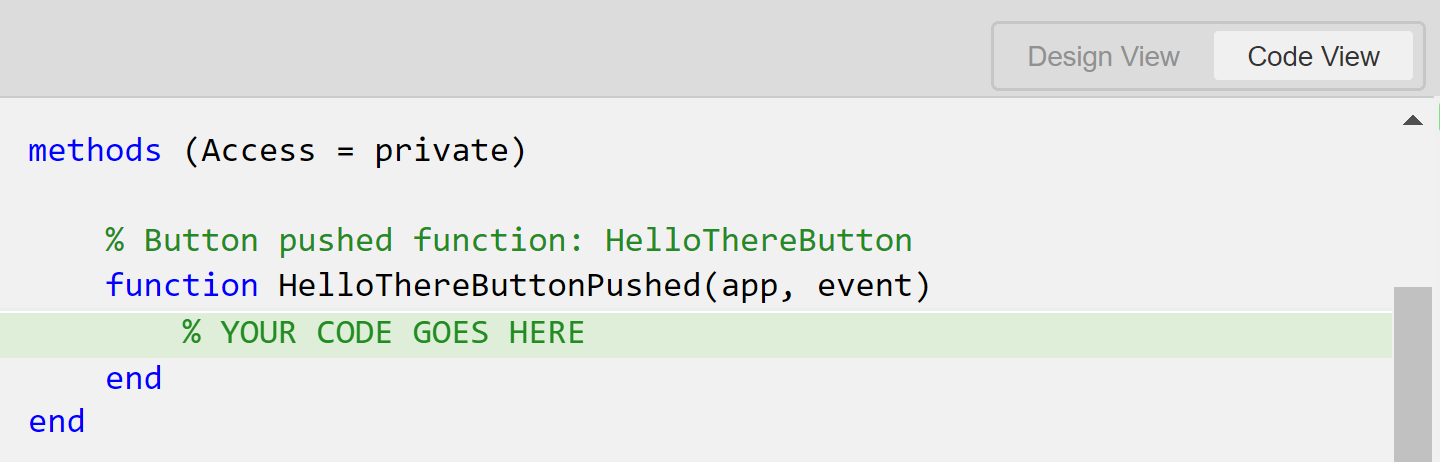 Design View Code View
methods (Access = private)
% Button pushed function: HelloThereButton
function HelloThereButtonPushed(app, event)
% YOUR CODE GOES HERE
end
end